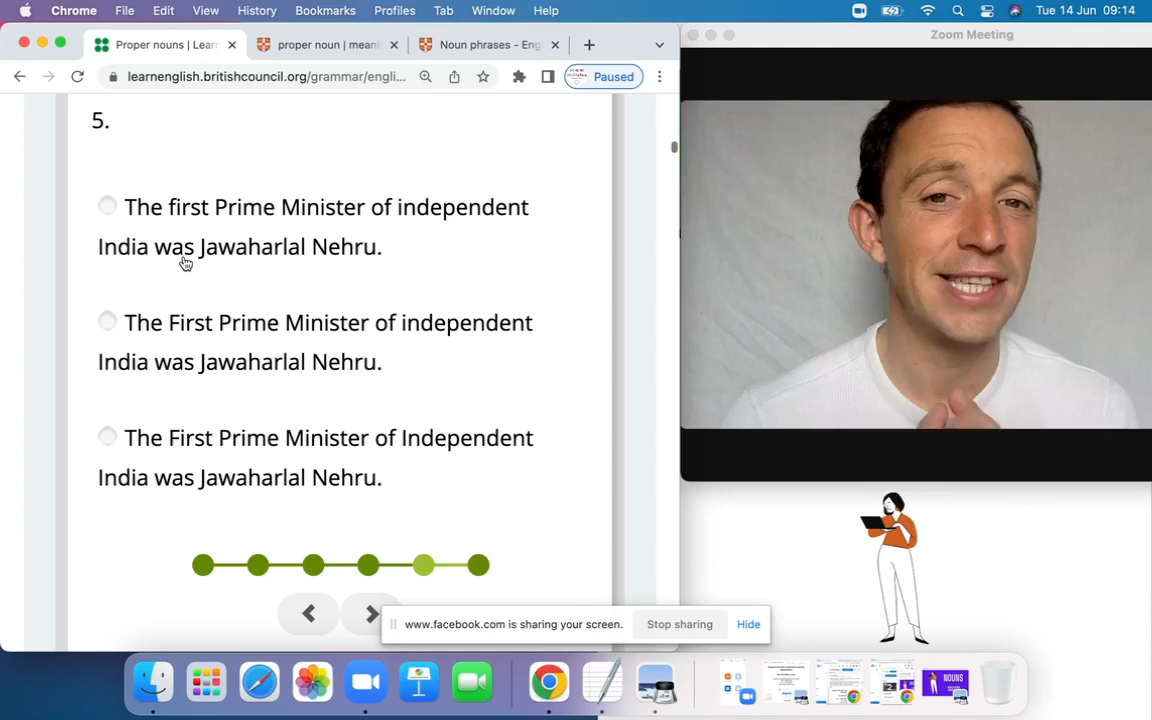 Chrome File Edit View History Bookmarks Profiles Tab Window Help Tue 14 Jun 09:14
Proper nouns | Learn
proper noun | meani
Noun phrases - Eng
Zoom Meeting
learnenglish.britishcouncil.org/grammar/engli...
Paused
5.
The first Prime Minister of independent
India was Jawaharlal Nehru.
The First Prime Minister of independent
India was Jawaharlal Nehru.
The First Prime Minister of Independent
India was Jawaharlal Nehru.
www.facebook.com is sharing your screen.
Stop sharing
Hide
NOUNS